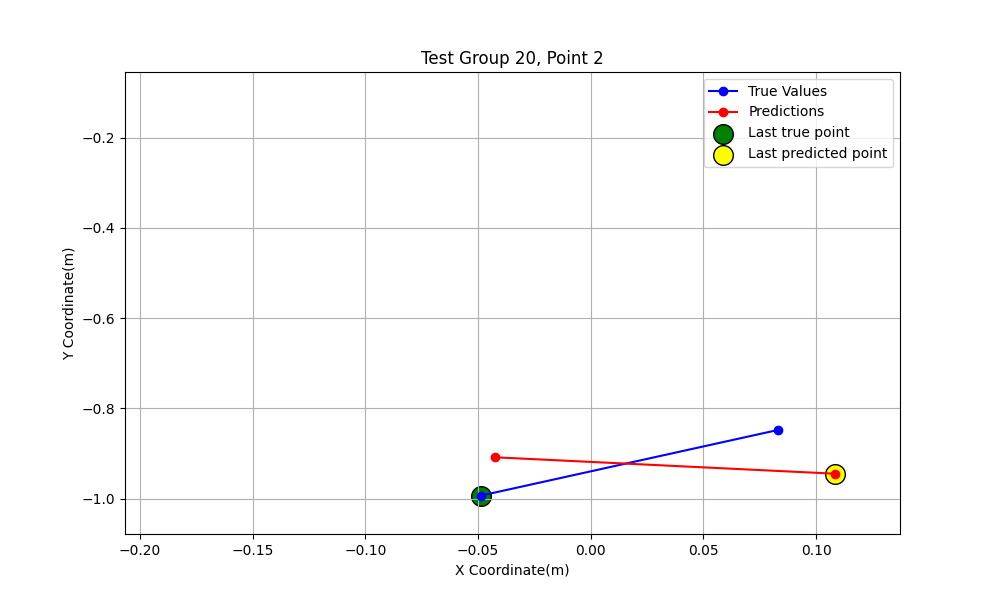 Test Group 20, Point 2
True Values
Predictions
Last true point
Last predicted point
−0.2
−0.4
−0.6
−0.8
−1.0
Y Coordinate(m)
−0.20 −0.15 −0.10 −0.05 0.00 0.05 0.10
X Coordinate(m)